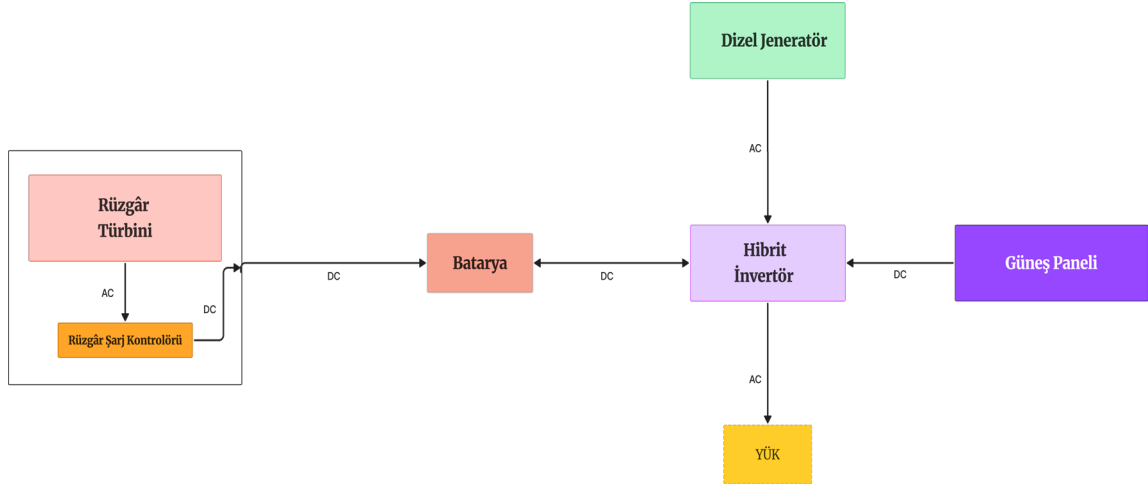 Dizel Jeneratör
AC
Rüzgâr
Türbini
AC
DC
Rüzgâr Şarj Kontrolörü
DC
Batarya
DC
Hibrit
İnvertör
DC
Güneş Paneli
AC
YÜK